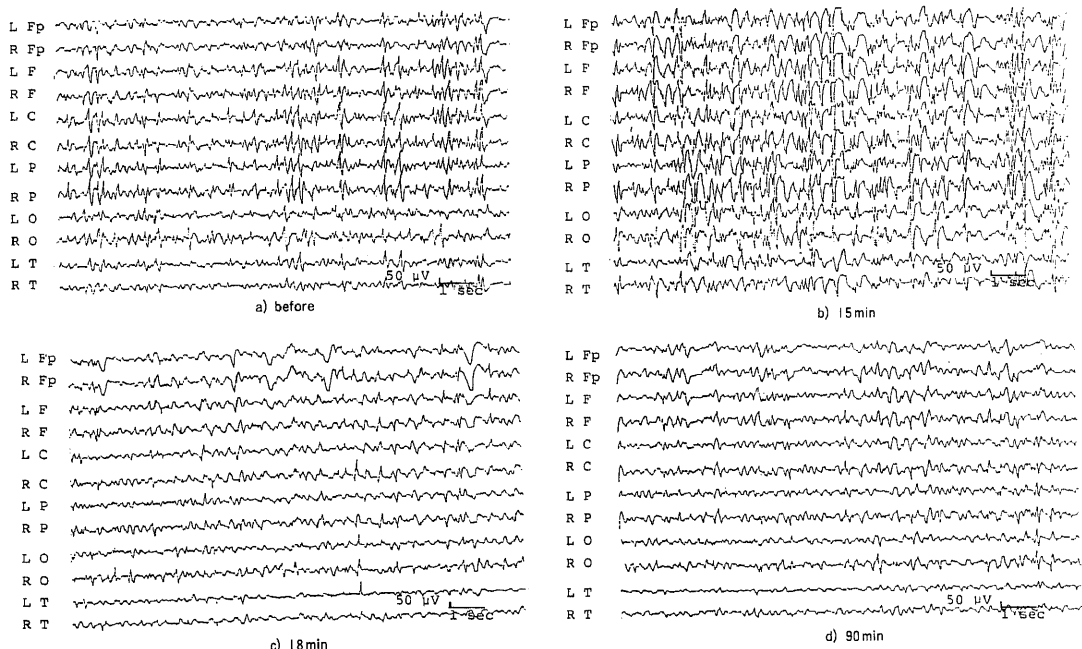 L Fp
R Fp
L F
R F
L C
R C
L P
R P
L O
R O
L T
R T
50 µV
1 sec
a) before
L Fp
R Fp
L F
R F
L C
R C
L P
R P
L O
R O
L T
R T
50 µV
1 sec
b) 15min
L Fp
R Fp
L F
R F
L C
R C
L P
R P
L O
R O
L T
R T
50 µV
1 sec
c) 18min
L Fp
R Fp
L F
R F
L C
R C
L P
R P
L O
R O
L T
R T
50 µV
1 sec
d) 90min